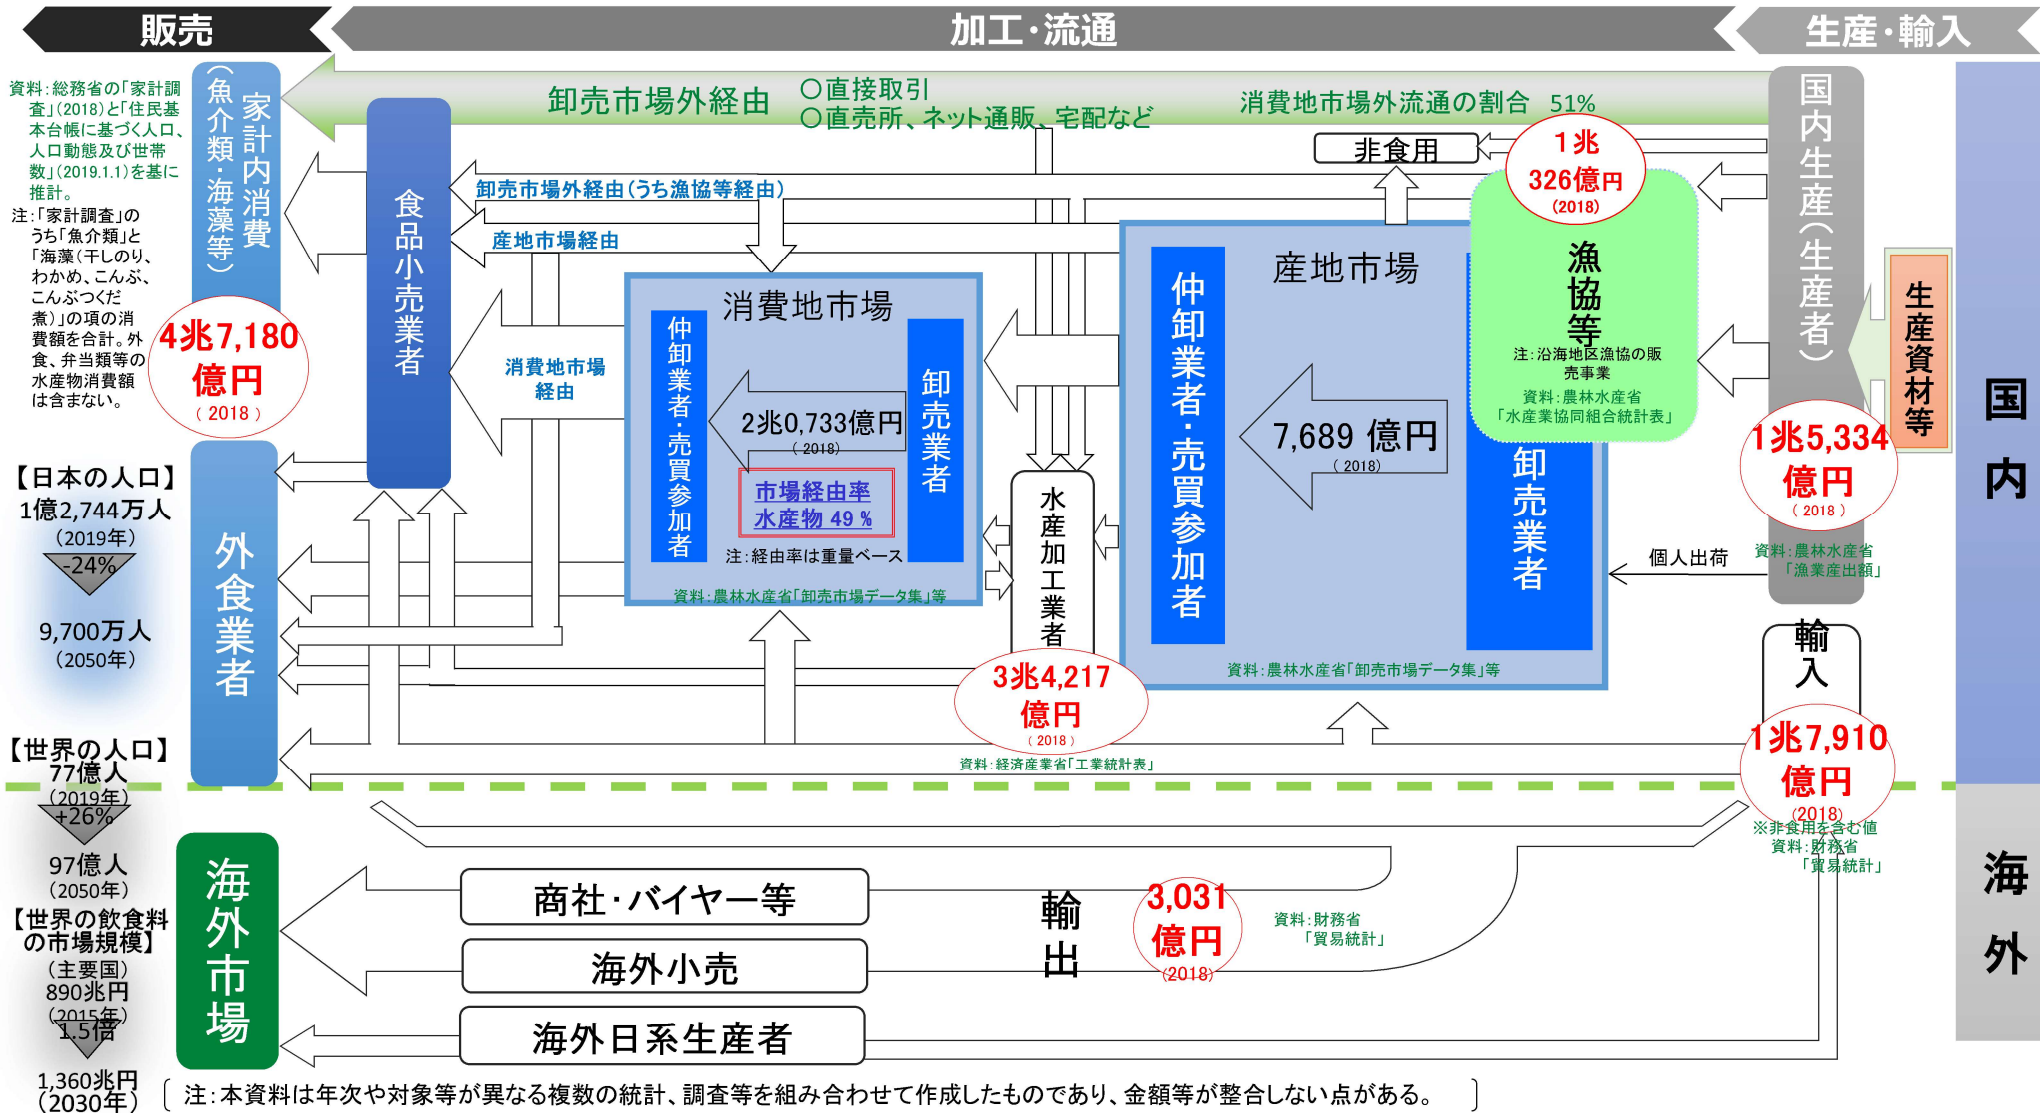 販売
加工・流通
生産・輸入
資料:総務省の「家計調
査」(2018)と「住民基
本台帳に基づく人口、
人口動態及び世帯
数」(2019.1.1)を基に
推計。
注:「家計調査」の
うち「魚介類」と
「海藻(干しのり、
わかめ、こんぶ、
こんぶつくだ
煮)」の項の消
費額を合計。外
食、弁当類等の
水産物消費額
は含まない。
家計内消費
(魚介類・海藻等)
4兆7,180
億円
(2018)
卸売市場外経由
○直接取引
○直売所、ネット通販、宅配など
消費地市場外流通の割合 51%
食品小売業者
卸売市場外経由(うち漁協等経由)
産地市場経由
消費地市場
経由
消費地市場
仲卸業者・売買参加者
卸売業者
2兆0,733億円
(2018)
市場経由率
水産物 49%
注:経由率は重量ベース
資料:農林水産省「卸売市場データ集」等
水産加工業者
3兆4,217
億円
(2018)
資料:経済産業省「工業統計表」
非食用
産地市場
仲卸業者・売買参加者
7,689 億円
(2018)
卸売業者
資料:農林水産省「卸売市場データ集」等
1兆
326億円
(2018)
漁協等
注:沿海地区漁協の販
売事業
資料:農林水産省
「水産業協同組合統計表」
国内生産(生産者)
1兆5,334
億円
(2018)
資料:農林水産省
「漁業産出額」
個人出荷
生産資材等
国内
輸入
1兆7,910
億円
(2018)
※非食用を含む値
資料:財務省
「貿易統計」
外食業者
【日本の人口】
1億2,744万人
(2019年)
-24%
9,700万人
(2050年)
【世界の人口】
77億人
(2019年)
+26%
97億人
(2050年)
【世界の飲食料
の市場規模】
(主要国)
890兆円
(2015年)
1.5倍
1,360兆円
(2030年)
海外市場
商社・バイヤー等
海外小売
海外日系生産者
輸出
3,031
億円
(2018)
資料:財務省
「貿易統計」
海外
注:本資料は年次や対象等が異なる複数の統計、調査等を組み合わせて作成したものであり、金額等が整合しない点がある。